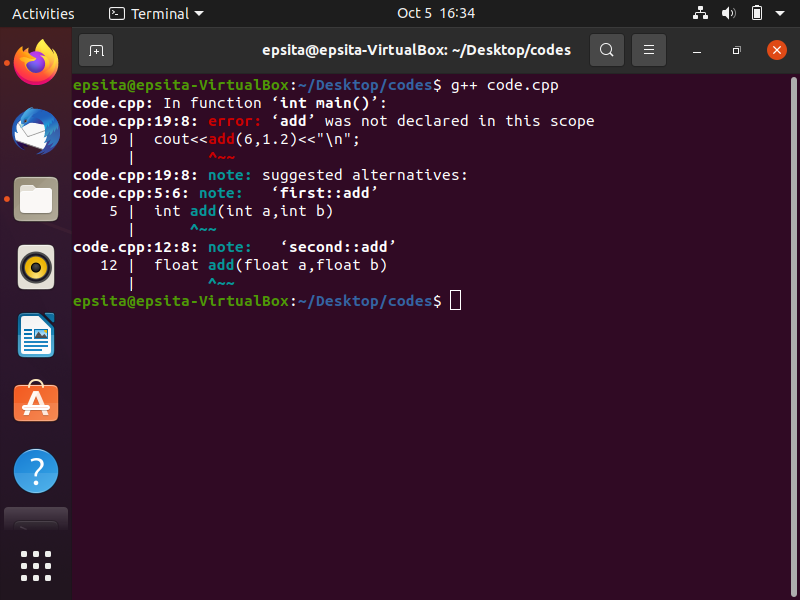 Activities Terminal Oct 5 16:34
epsita@epsita-VirtualBox: ~/Desktop/codes
epsita@epsita-VirtualBox:~/Desktop/codes$ g++ code.cpp
code.cpp: In function ‘int main()’:
code.cpp:19:8: error: ‘add’ was not declared in this scope
   19 |  cout<<add(6,1.2)<<"\n";
      |        ^~~
code.cpp:19:8: note: suggested alternatives:
code.cpp:5:6: note:   ‘first::add’
    5 |  int add(int a,int b)
      |      ^~~
code.cpp:12:8: note:   ‘second::add’
   12 |  float add(float a,float b)
      |        ^~~
epsita@epsita-VirtualBox:~/Desktop/codes$